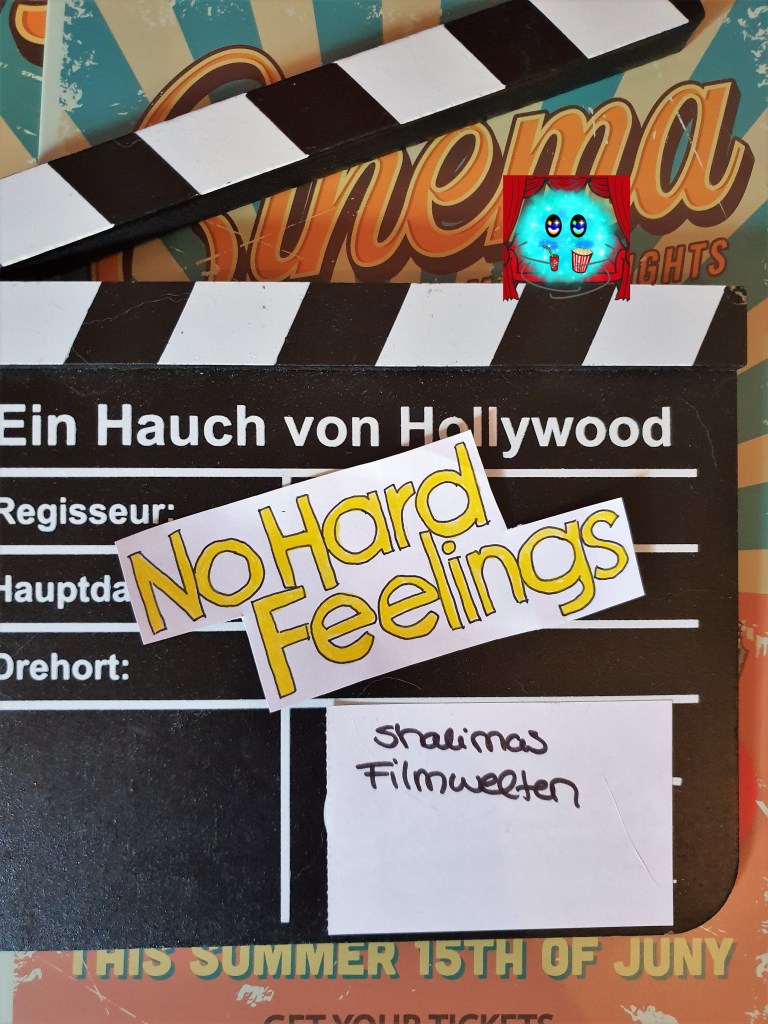 Cinema
NIGHTS
Ein Hauch von Hollywood
Regisseur:
No Hard
Feelings
Hauptda
Drehort:
shalimas
Filmwelten
THIS SUMMER 15TH OF JUNY
GET YOUR TICKETS